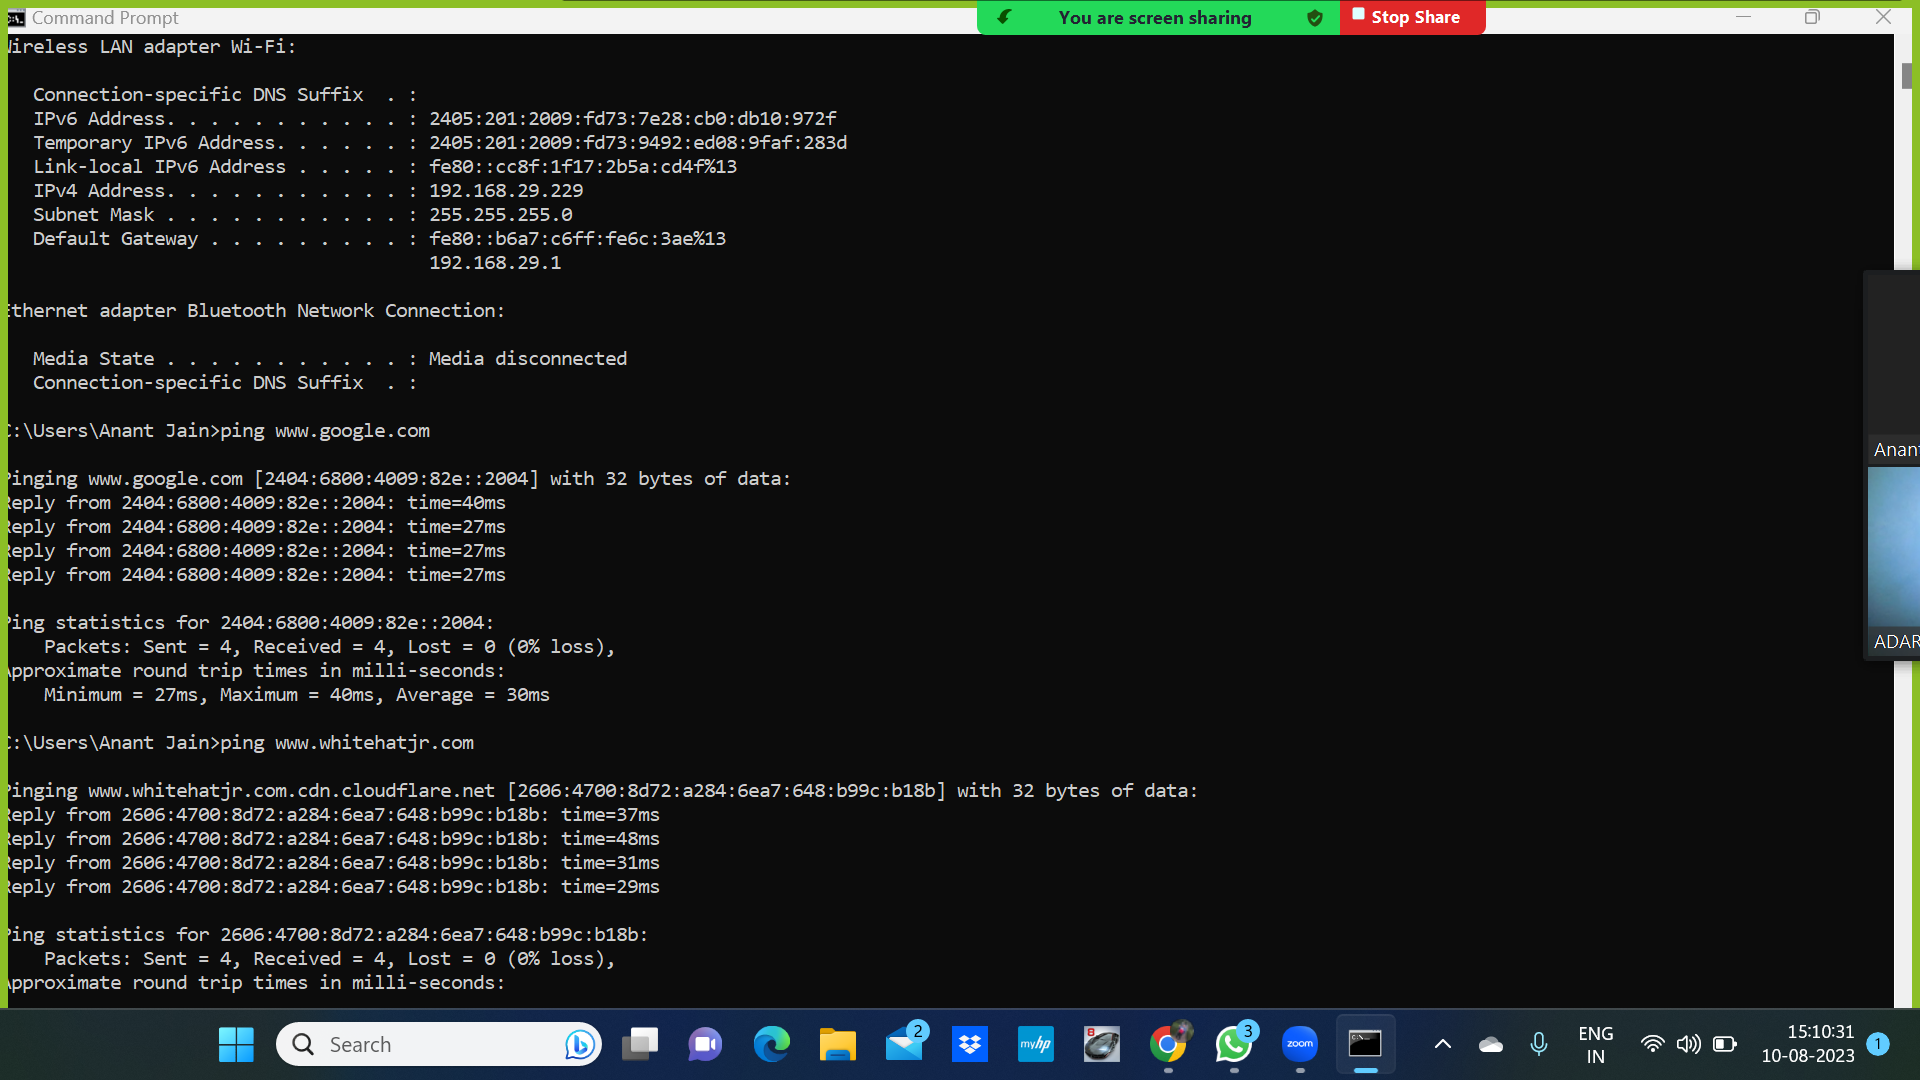 Command Prompt
You are screen sharing
Stop Share
Wireless LAN adapter Wi-Fi:
Connection-specific DNS Suffix . :
IPv6 Address. . . . . . . . . . . : 2405:201:2009:fd73:7e28:cb0:db10:972f
Temporary IPv6 Address. . . . . . : 2405:201:2009:fd73:9492:ed08:9faf:283d
Link-local IPv6 Address . . . . . : fe80::cc8f:1f17:2b5a:cd4f%13
IPv4 Address. . . . . . . . . . . : 192.168.29.229
Subnet Mask . . . . . . . . . . . : 255.255.255.0
Default Gateway . . . . . . . . . : fe80::b6a7:c6ff:fe6c:3ae%13
192.168.29.1
Ethernet adapter Bluetooth Network Connection:
Media State . . . . . . . . . . . : Media disconnected
Connection-specific DNS Suffix . :
C:\Users\Anant Jain>ping www.google.com
Pinging www.google.com [2404:6800:4009:82e::2004] with 32 bytes of data:
Reply from 2404:6800:4009:82e::2004: time=40ms
Reply from 2404:6800:4009:82e::2004: time=27ms
Reply from 2404:6800:4009:82e::2004: time=27ms
Reply from 2404:6800:4009:82e::2004: time=27ms
Ping statistics for 2404:6800:4009:82e::2004:
Packets: Sent = 4, Received = 4, Lost = 0 (0% loss),
Approximate round trip times in milli-seconds:
Minimum = 27ms, Maximum = 40ms, Average = 30ms
C:\Users\Anant Jain>ping www.whitehatjr.com
Pinging www.whitehatjr.com.cdn.cloudflare.net [2606:4700:8d72:a284:6ea7:648:b99c:b18b] with 32 bytes of data:
Reply from 2606:4700:8d72:a284:6ea7:648:b99c:b18b: time=37ms
Reply from 2606:4700:8d72:a284:6ea7:648:b99c:b18b: time=48ms
Reply from 2606:4700:8d72:a284:6ea7:648:b99c:b18b: time=31ms
Reply from 2606:4700:8d72:a284:6ea7:648:b99c:b18b: time=29ms
Ping statistics for 2606:4700:8d72:a284:6ea7:648:b99c:b18b:
Packets: Sent = 4, Received = 4, Lost = 0 (0% loss),
Approximate round trip times in milli-seconds:
Anant
ADAR
Search
2
myhp
8
3
zoom
ENG
IN
15:10:31
10-08-2023
1